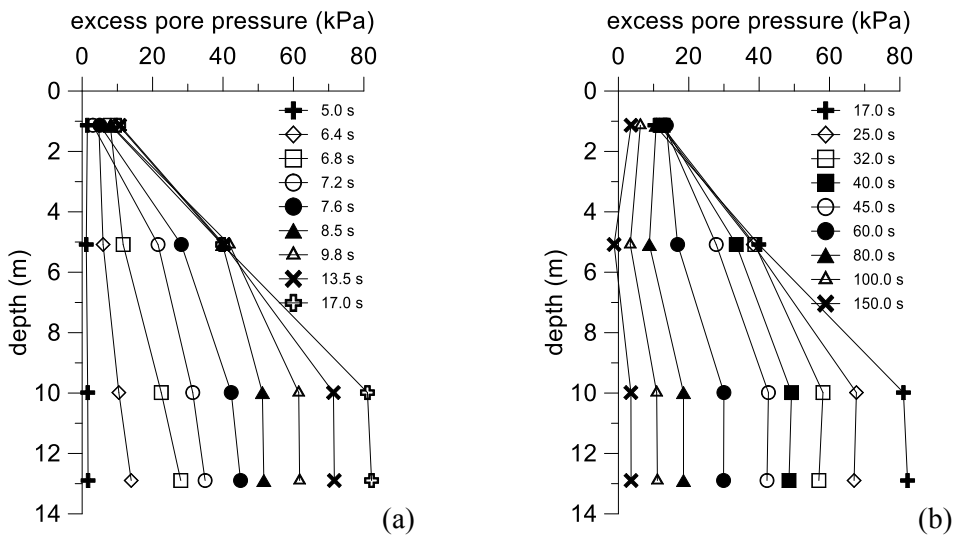 excess pore pressure (kPa)
0 20 40 60 80
0
2
4
6
8
10
12
14
depth (m)
5.0 s
6.4 s
6.8 s
7.2 s
7.6 s
8.5 s
9.8 s
13.5 s
17.0 s
(a)
excess pore pressure (kPa)
0 20 40 60 80
0
2
4
6
8
10
12
14
depth (m)
17.0 s
25.0 s
32.0 s
40.0 s
45.0 s
60.0 s
80.0 s
100.0 s
150.0 s
(b)